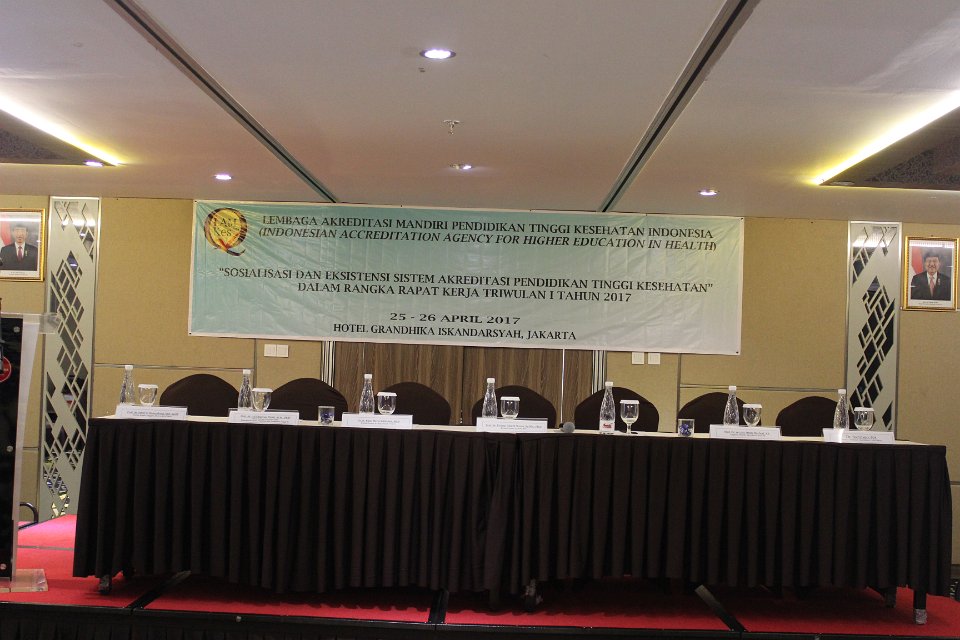 LAM
Kes
LEMBAGA AKREDITASI MANDIRI PENDIDIKAN TINGGI KESEHATAN INDONESIA
(INDONESIAN ACCREDITATION AGENCY FOR HIGHER EDUCATION IN HEALTH)
"SOSIALISASI DAN EKSISTENSI SISTEM AKREDITASI PENDIDIKAN TINGGI KESEHATAN"
DALAM RANGKA RAPAT KERJA TRIWULAN I TAHUN 2017
25 - 26 APRIL 2017
HOTEL GRANDHIKA ISKANDARSYAH, JAKARTA